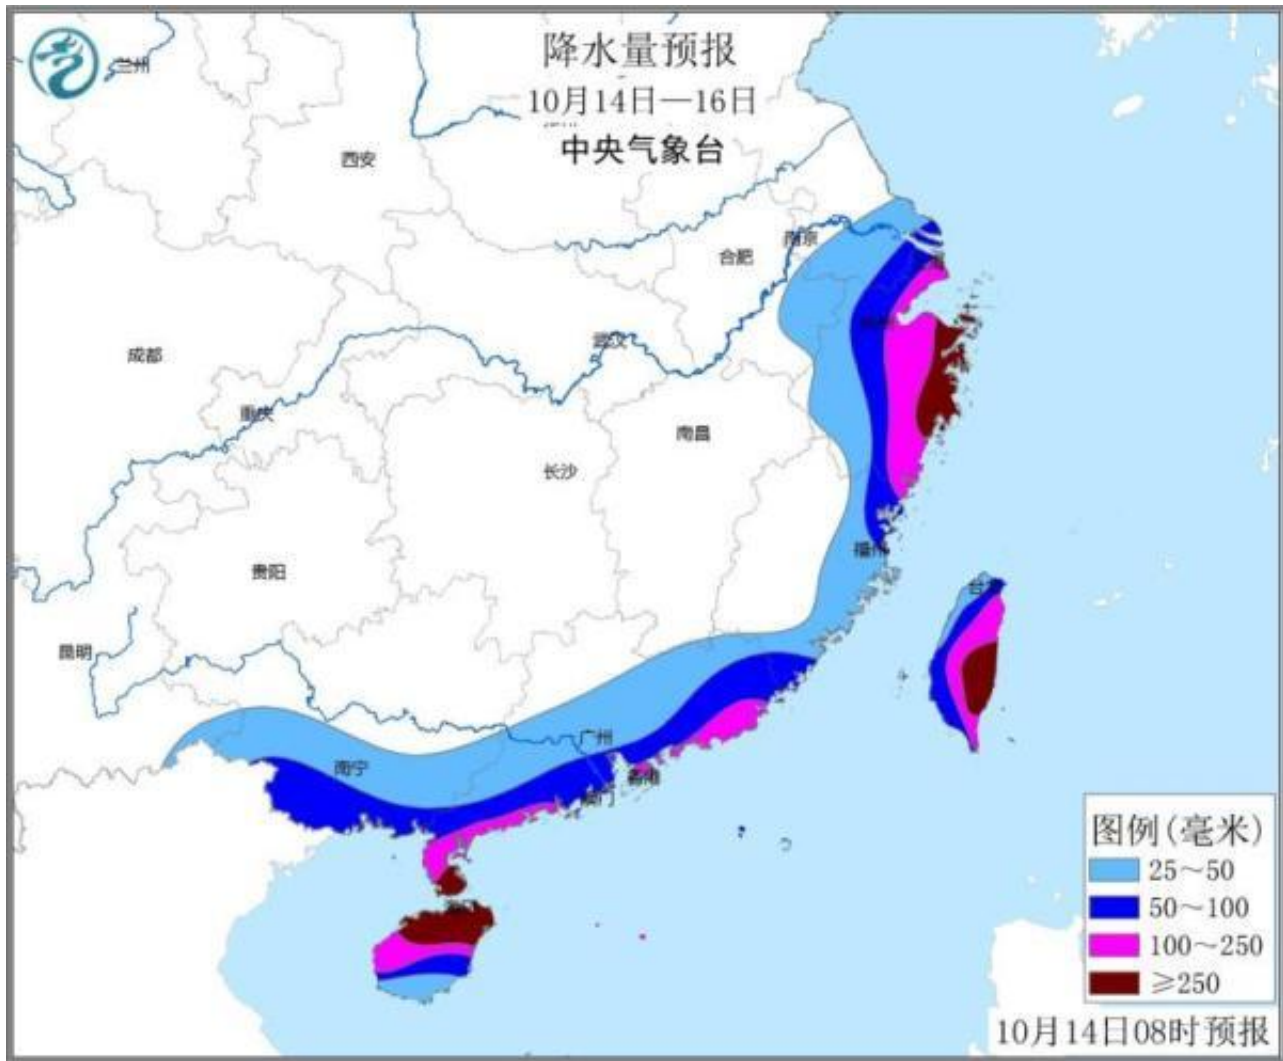 降水量预报
10月14日—16日
中央气象台
兰州
西安
南京
合肥
成都
武汉
重庆
南昌
长沙
福州
贵阳
台
昆明
广州
南宁
香港
澳门
图例(毫米)
25～50
50～100
100～250
≥250
10月14日08时预报